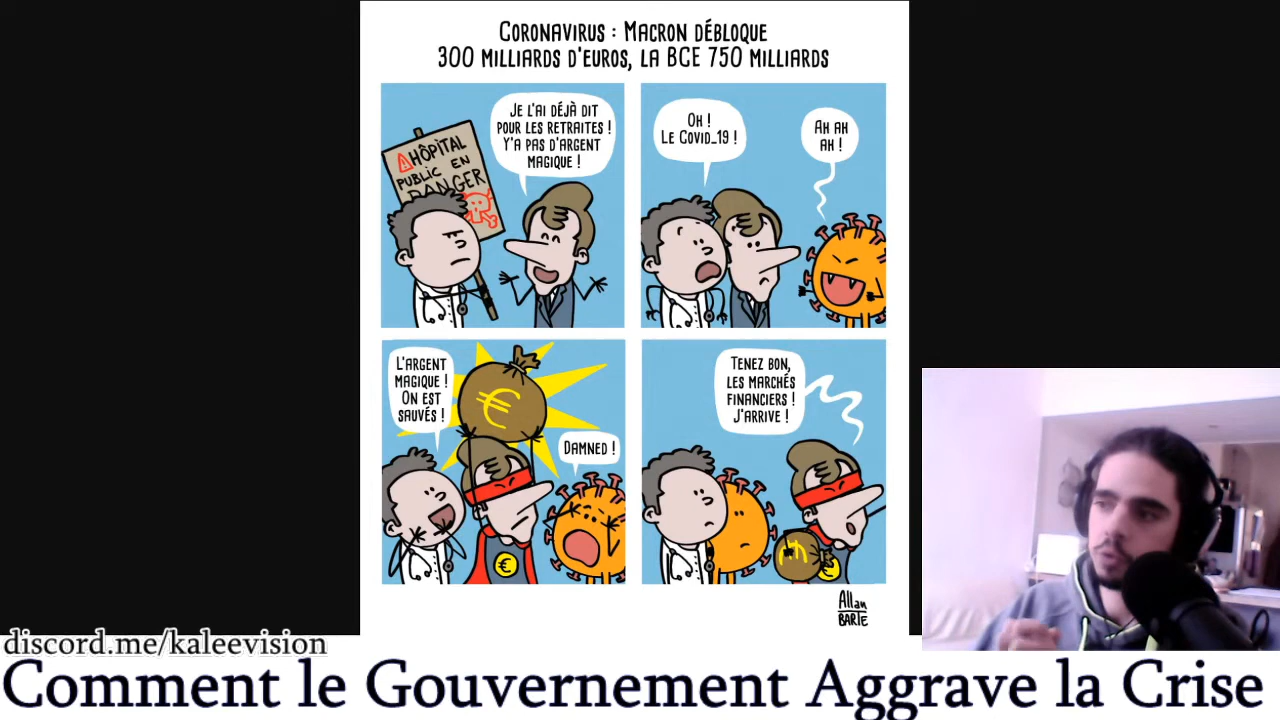 CORONAVIRUS : MACRON DÉBLOQUE
300 MILLIARDS D'EUROS, LA BCE 750 MILLIARDS
JE L'AI DÉJÀ DIT
POUR LES RETRAITES !
Y'A PAS D'ARGENT
MAGIQUE !
HÔPITAL
PUBLIC EN
DANGER
OH !
LE COVID_19 !
AH AH
AH !
L'ARGENT
MAGIQUE !
ON EST
SAUVÉS !
€
DAMNED !
€
TENEZ BON,
LES MARCHÉS
FINANCIERS !
J'ARRIVE !
€
€
Allan
BARTE
discord.me/kaleevision
Comment le Gouvernement Aggrave la Crise